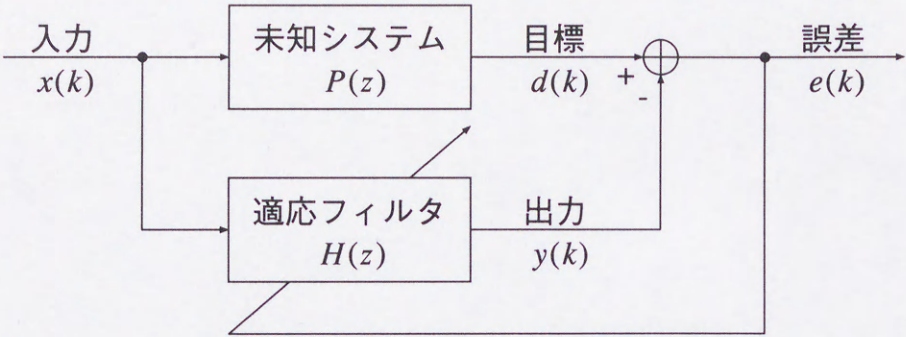 入力
x(k)
未知システム
P(z)
目標
d(k)
+
-
誤差
e(k)
適応フィルタ
H(z)
出力
y(k)